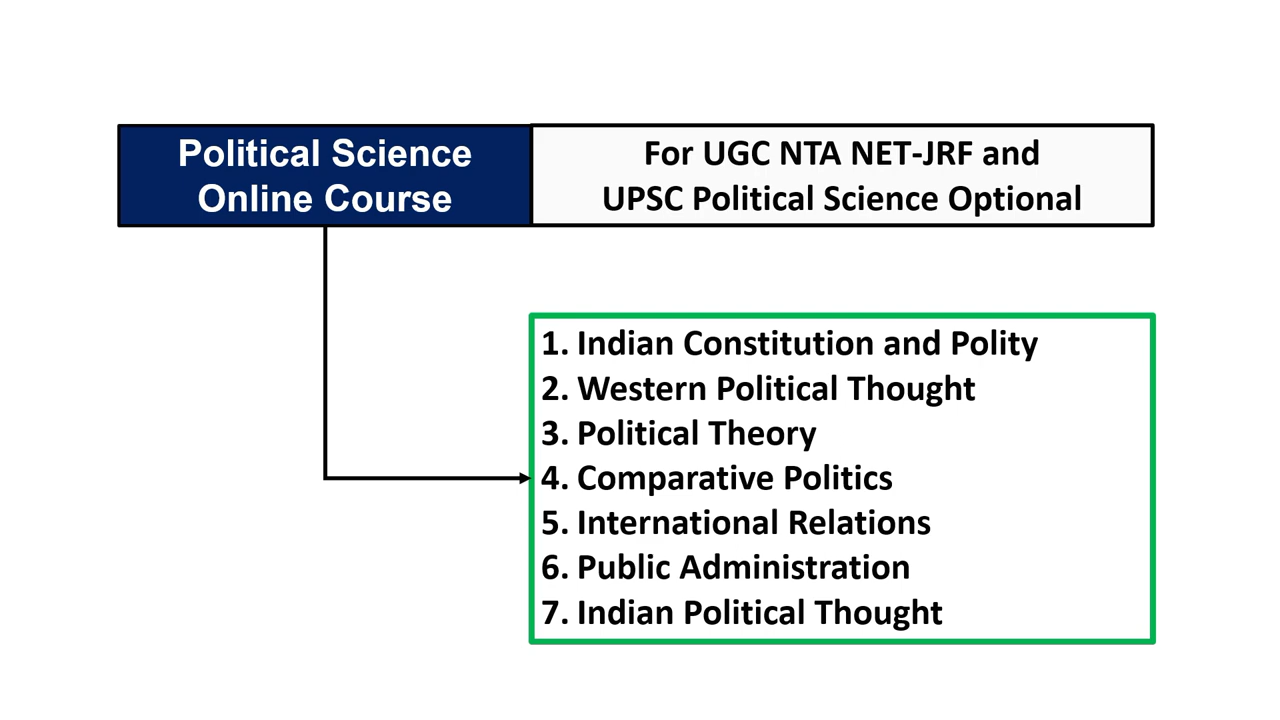 Political Science
Online Course
For UGC NTA NET-JRF and
UPSC Political Science Optional
1. Indian Constitution and Polity
2. Western Political Thought
3. Political Theory
4. Comparative Politics
5. International Relations
6. Public Administration
7. Indian Political Thought